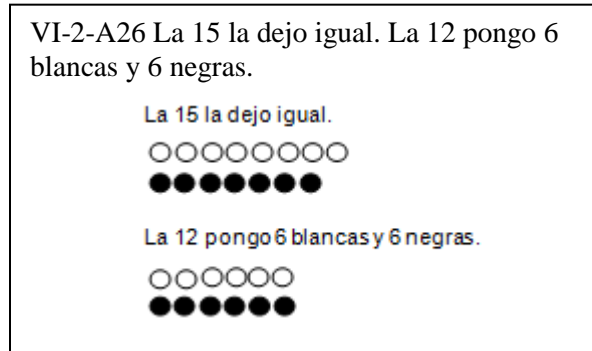 VI-2-A26 La 15 la dejo igual. La 12 pongo 6
blancas y 6 negras.
La 15 la dejo igual.
La 12 pongo 6 blancas y 6 negras.